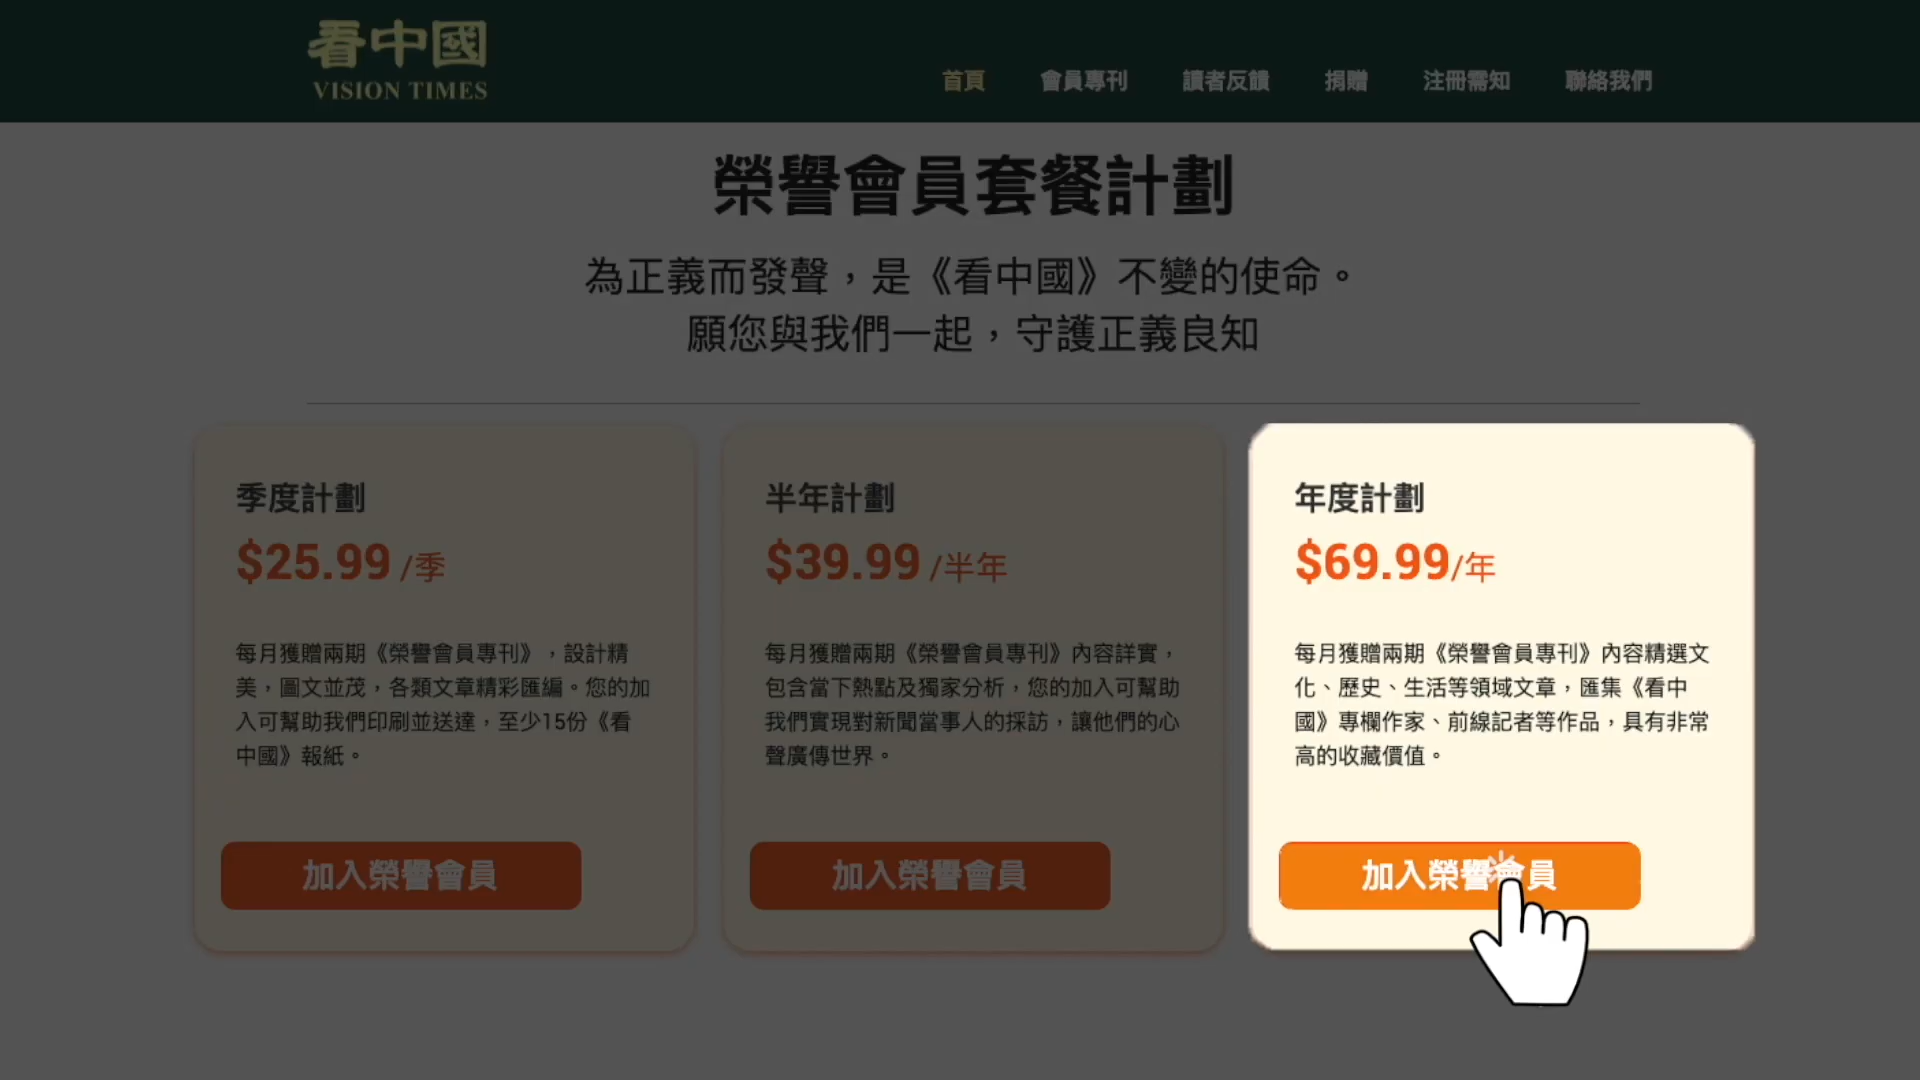 看中國
VISION TIMES
首頁 會員專刊 讀者反饋 捐贈 注冊需知 聯絡我們
榮譽會員套餐計劃
為正義而發聲，是《看中國》不變的使命。
願您與我們一起，守護正義良知
季度計劃
$25.99 /季
每月獲贈兩期《榮譽會員專刊》，設計精
美，圖文並茂，各類文章精彩匯編。您的加
入可幫助我們印刷並送達，至少15份《看
中國》報紙。
加入榮譽會員
半年計劃
$39.99 /半年
每月獲贈兩期《榮譽會員專刊》內容詳實，
包含當下熱點及獨家分析，您的加入可幫助
我們實現對新聞當事人的採訪，讓他們的心
聲廣傳世界。
加入榮譽會員
年度計劃
$69.99/年
每月獲贈兩期《榮譽會員專刊》內容精選文
化、歷史、生活等領域文章，匯集《看中
國》專欄作家、前線記者等作品，具有非常
高的收藏價值。
加入榮譽會員